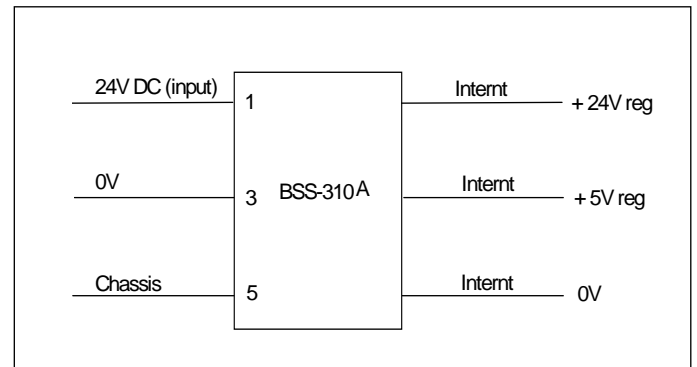 24V DC (input) 1 Internt + 24V reg
0V 3 BSS-310A Internt + 5V reg
Chassis 5 Internt 0V